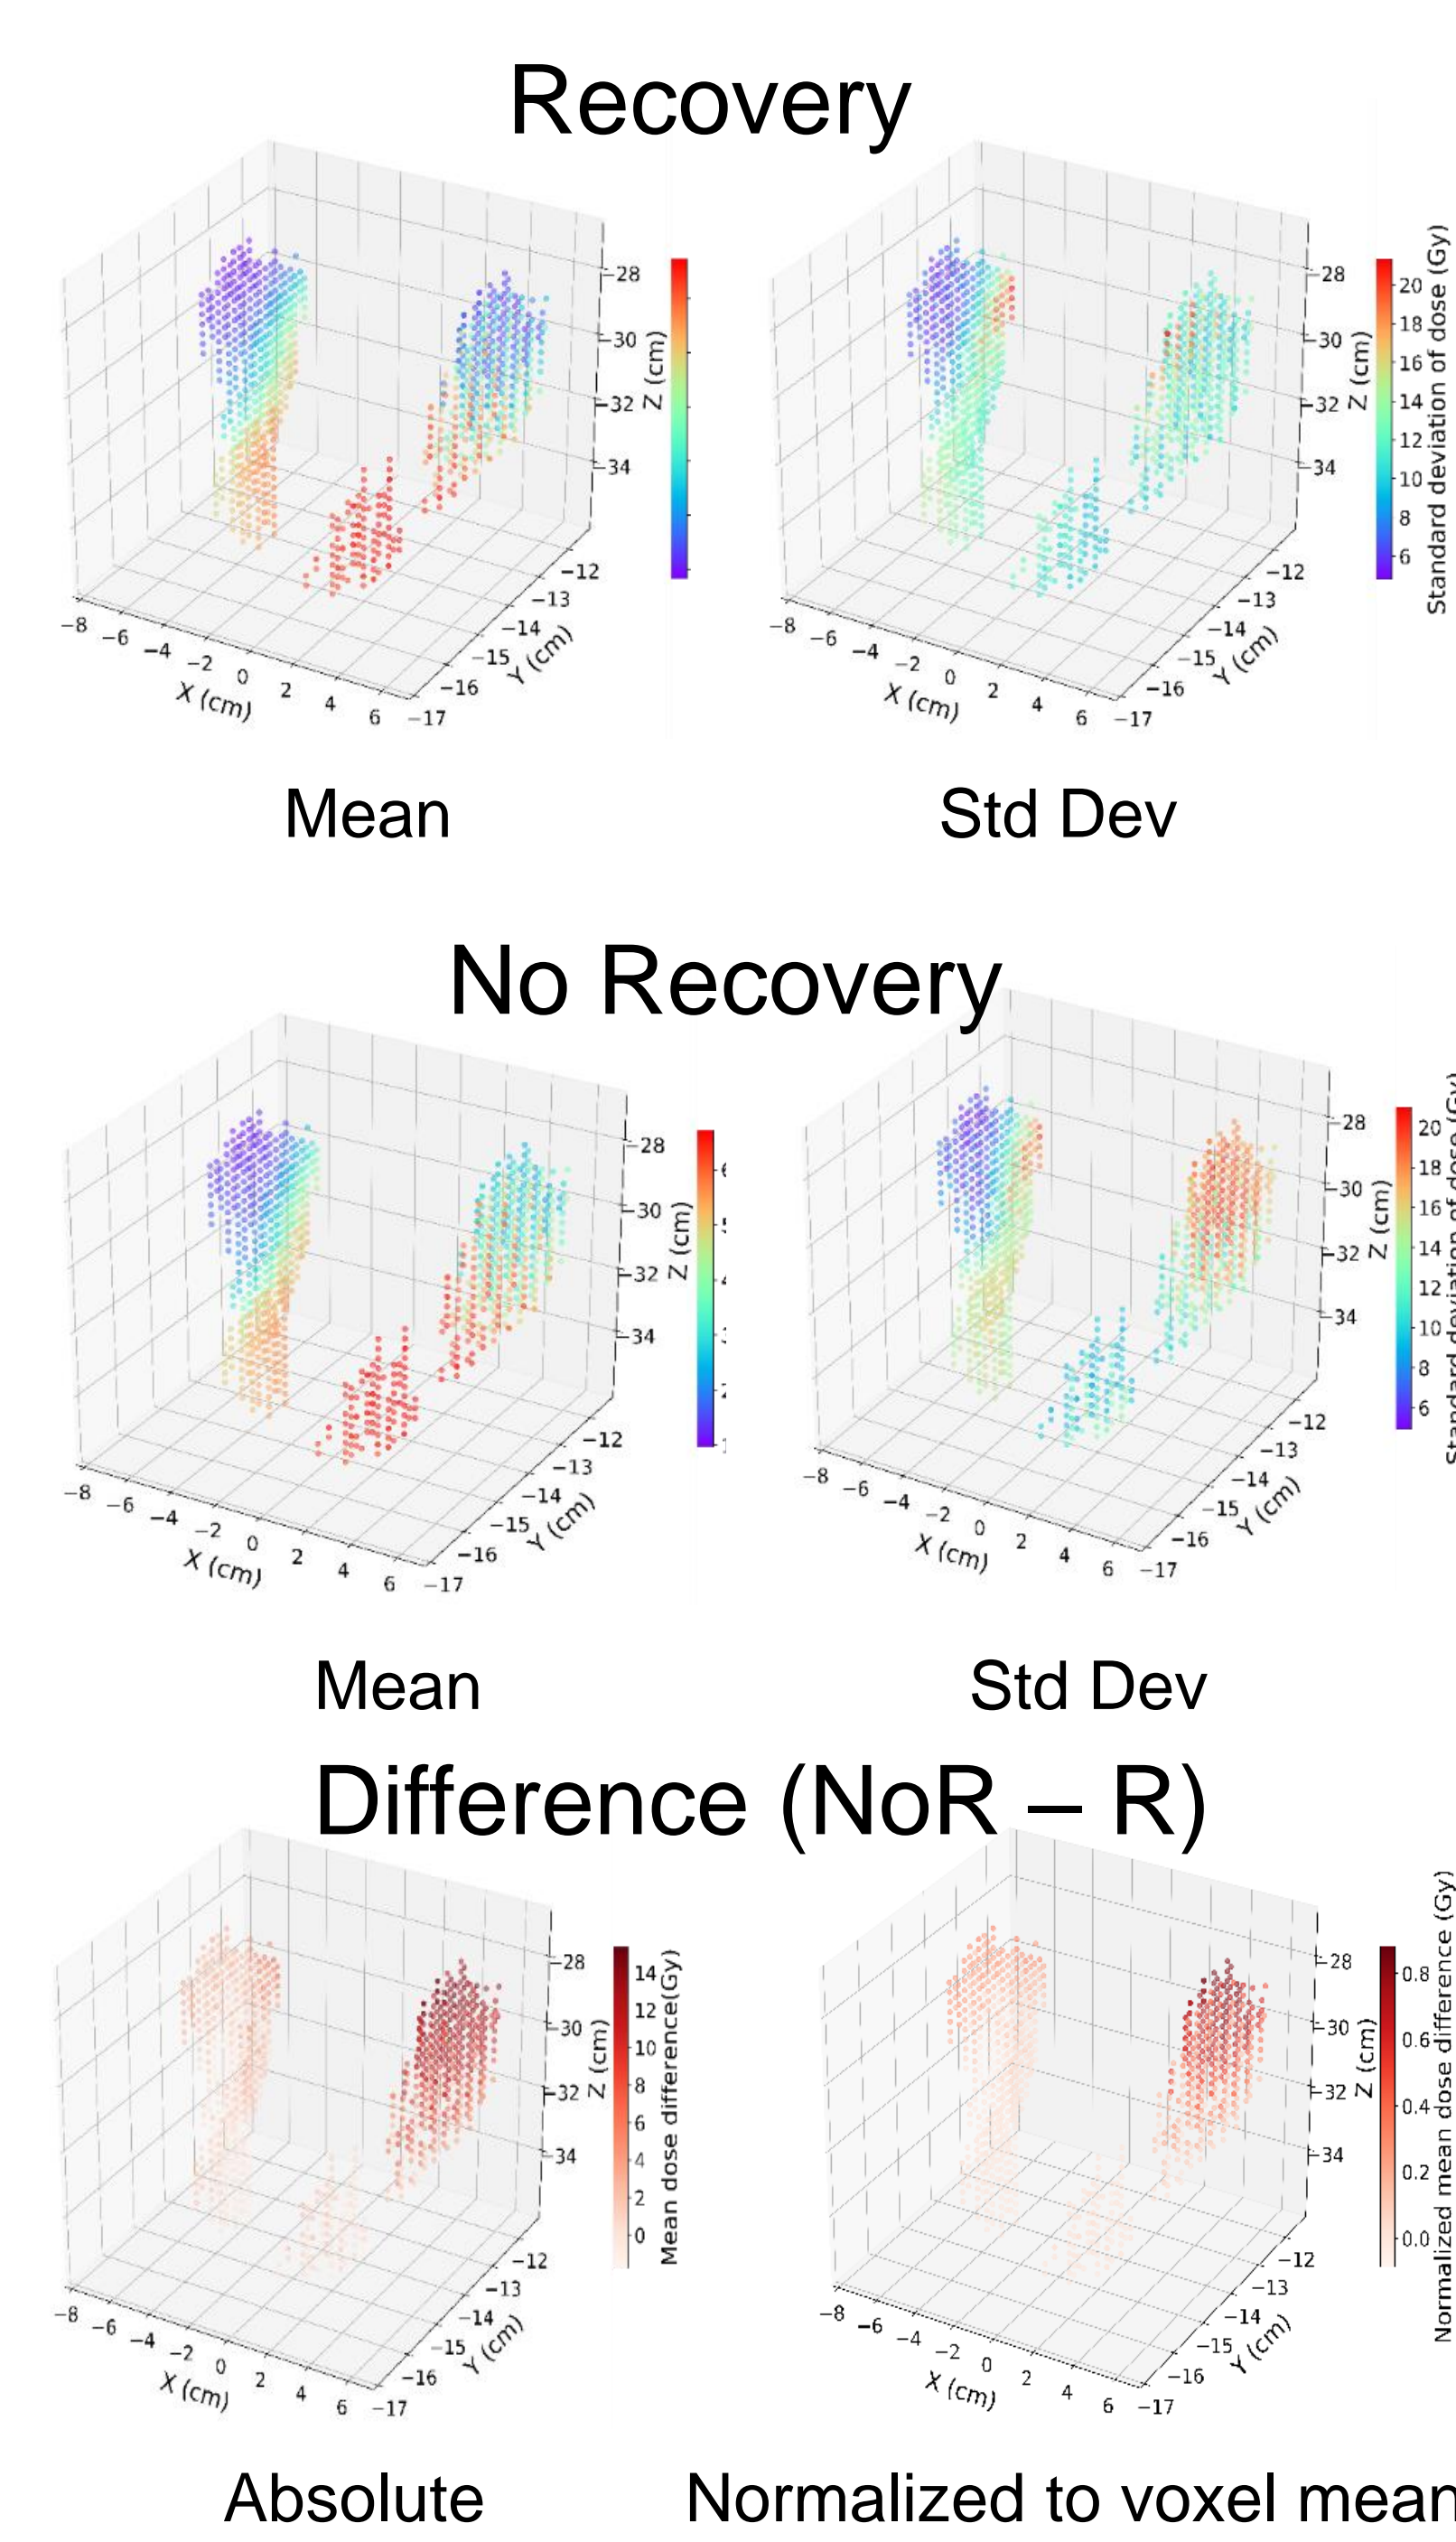 Recovery
−28
−30
−32
−34
Z (cm)
−12
−13
−14
−15
−16
−17
Y (cm)
−8 −6 −4 −2 0 2 4 6
X (cm)
−28
−30
−32
−34
Z (cm)
−12
−13
−14
−15
−16
−17
Y (cm)
−8 −6 −4 −2 0 2 4 6
X (cm)
20
18
16
14
12
10
8
6
Standard deviation of dose (Gy)
Mean
Std Dev
No Recovery
−28
−30
−32
−34
Z (cm)
−12
−13
−14
−15
−16
−17
Y (cm)
−8 −6 −4 −2 0 2 4 6
X (cm)
−28
−30
−32
−34
Z (cm)
−12
−13
−14
−15
−16
−17
Y (cm)
−8 −6 −4 −2 0 2 4 6
X (cm)
20
18
16
14
12
10
8
6
Standard deviation of dose (Gy)
Mean
Std Dev
Difference (NoR – R)
−28
−30
−32
−34
Z (cm)
−12
−13
−14
−15
−16
−17
Y (cm)
−8 −6 −4 −2 0 2 4 6
X (cm)
14
12
10
8
6
4
2
0
Mean dose difference(Gy)
−28
−30
−32
−34
Z (cm)
−12
−13
−14
−15
−16
−17
Y (cm)
−8 −6 −4 −2 0 2 4 6
X (cm)
0.8
0.6
0.4
0.2
0.0
Normalized mean dose difference (Gy)
Absolute
Normalized to voxel mean